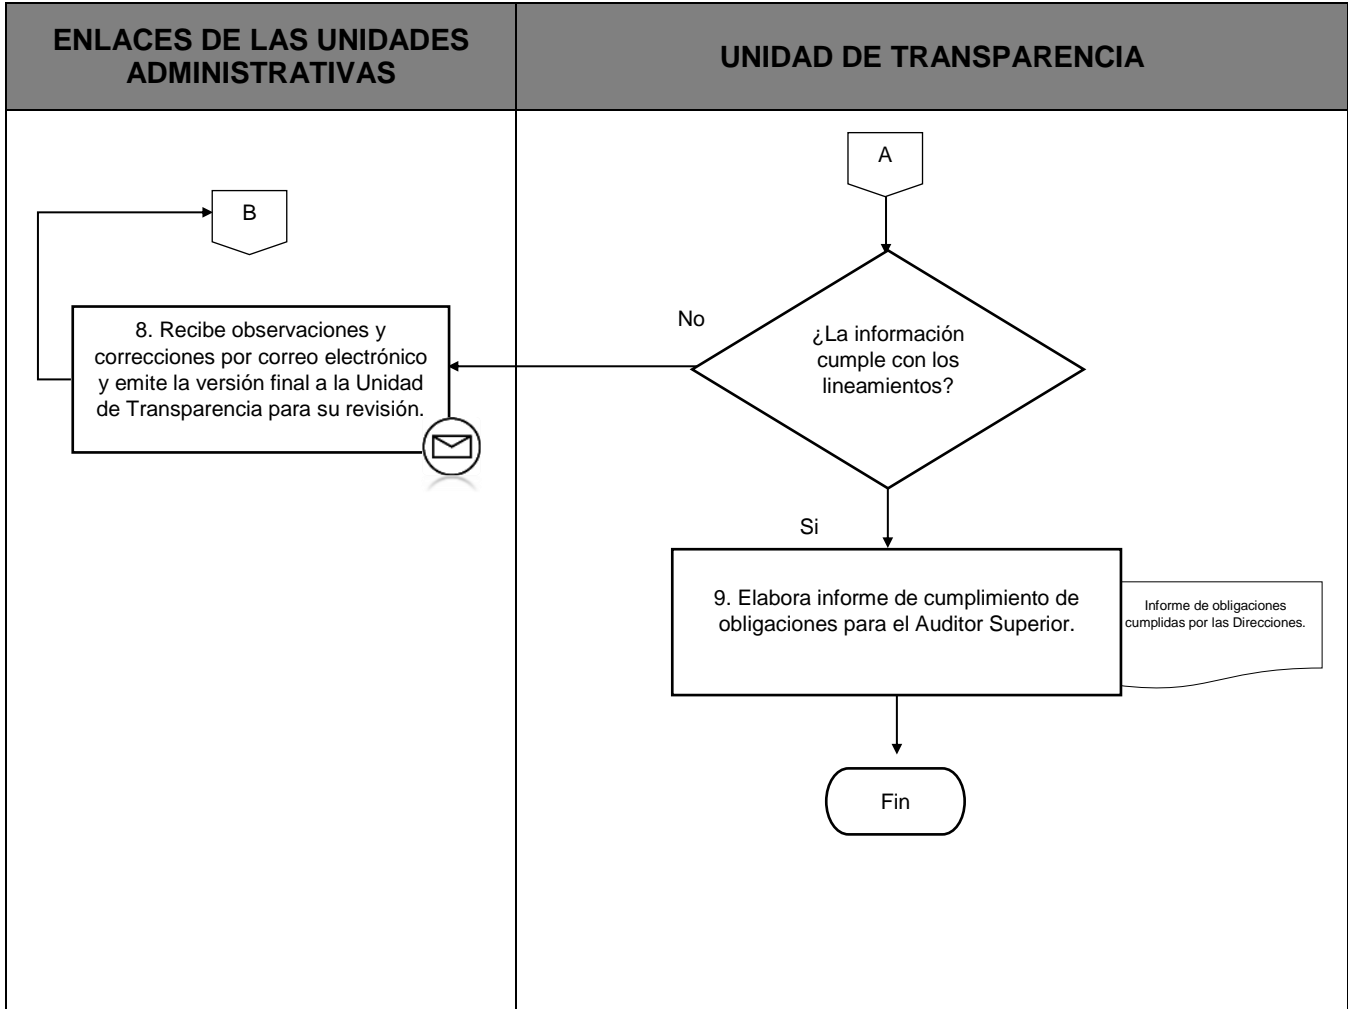 ENLACES DE LAS UNIDADES
ADMINISTRATIVAS
UNIDAD DE TRANSPARENCIA
A
B
No
¿La información
cumple con los
lineamientos?
8. Recibe observaciones y
correcciones por correo electrónico
y emite la versión final a la Unidad
de Transparencia para su revisión.
Si
9. Elabora informe de cumplimiento de
obligaciones para el Auditor Superior.
Informe de obligaciones
cumplidas por las Direcciones.
Fin